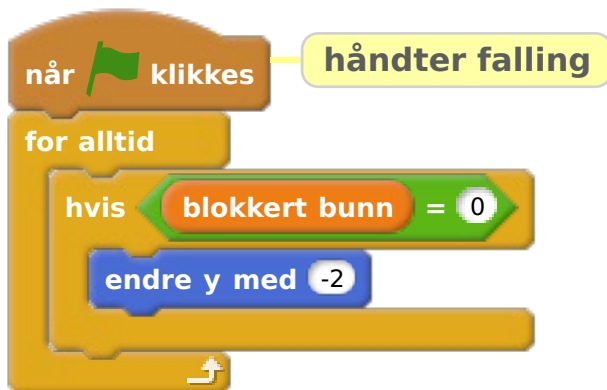 når klikkes
håndter falling
for alltid
hvis blokkert bunn = 0
endre y med -2